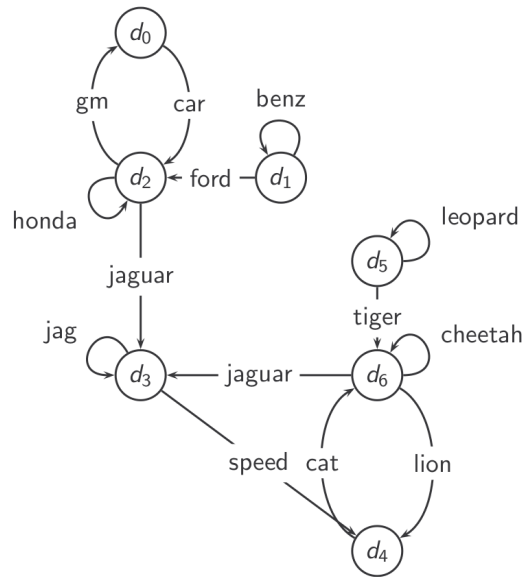 d0
gm
car
benz
d2
ford
d1
honda
leopard
d5
jaguar
tiger
jag
cheetah
d3
jaguar
d6
speed
cat
lion
d4